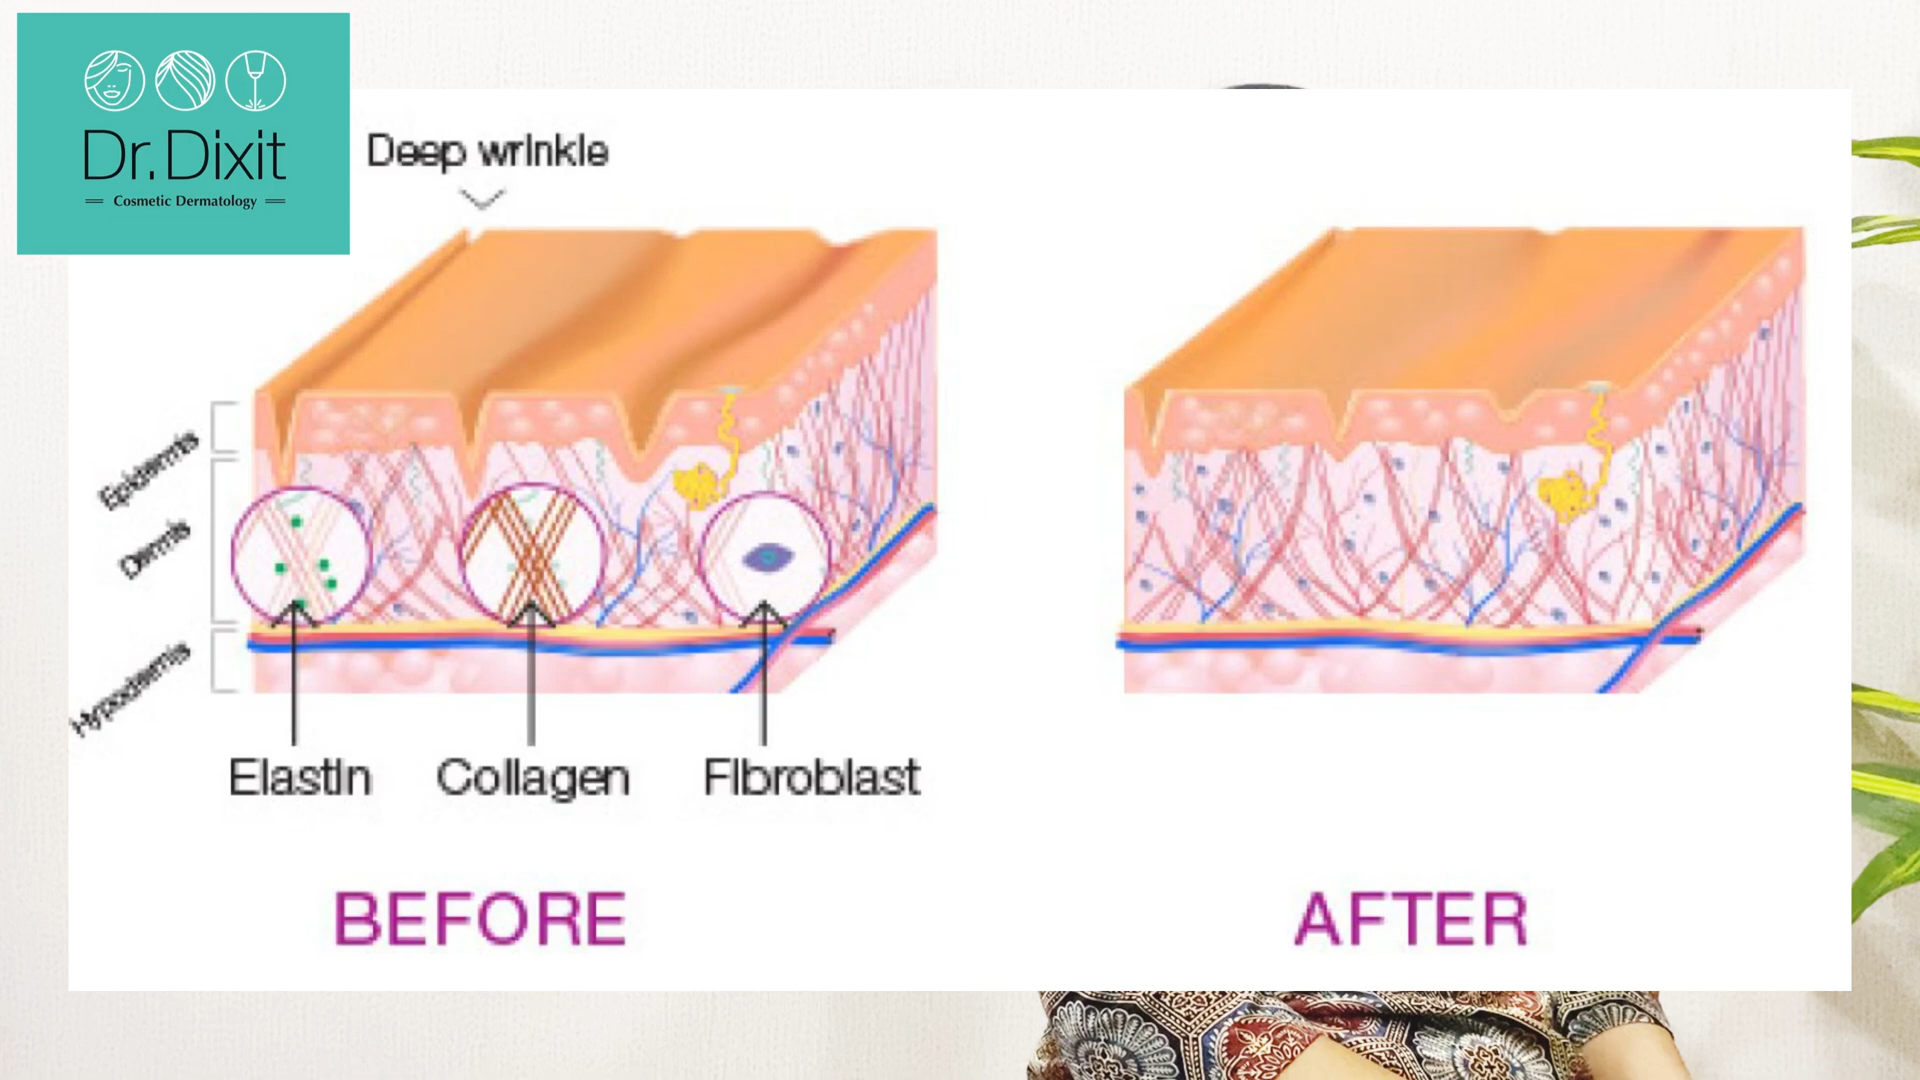 Dr. Dixit
Cosmetic Dermatology
Deep wrinkle
Epidermis
Dermis
Hypodermis
Elastin
Collagen
Fibroblast
BEFORE
AFTER